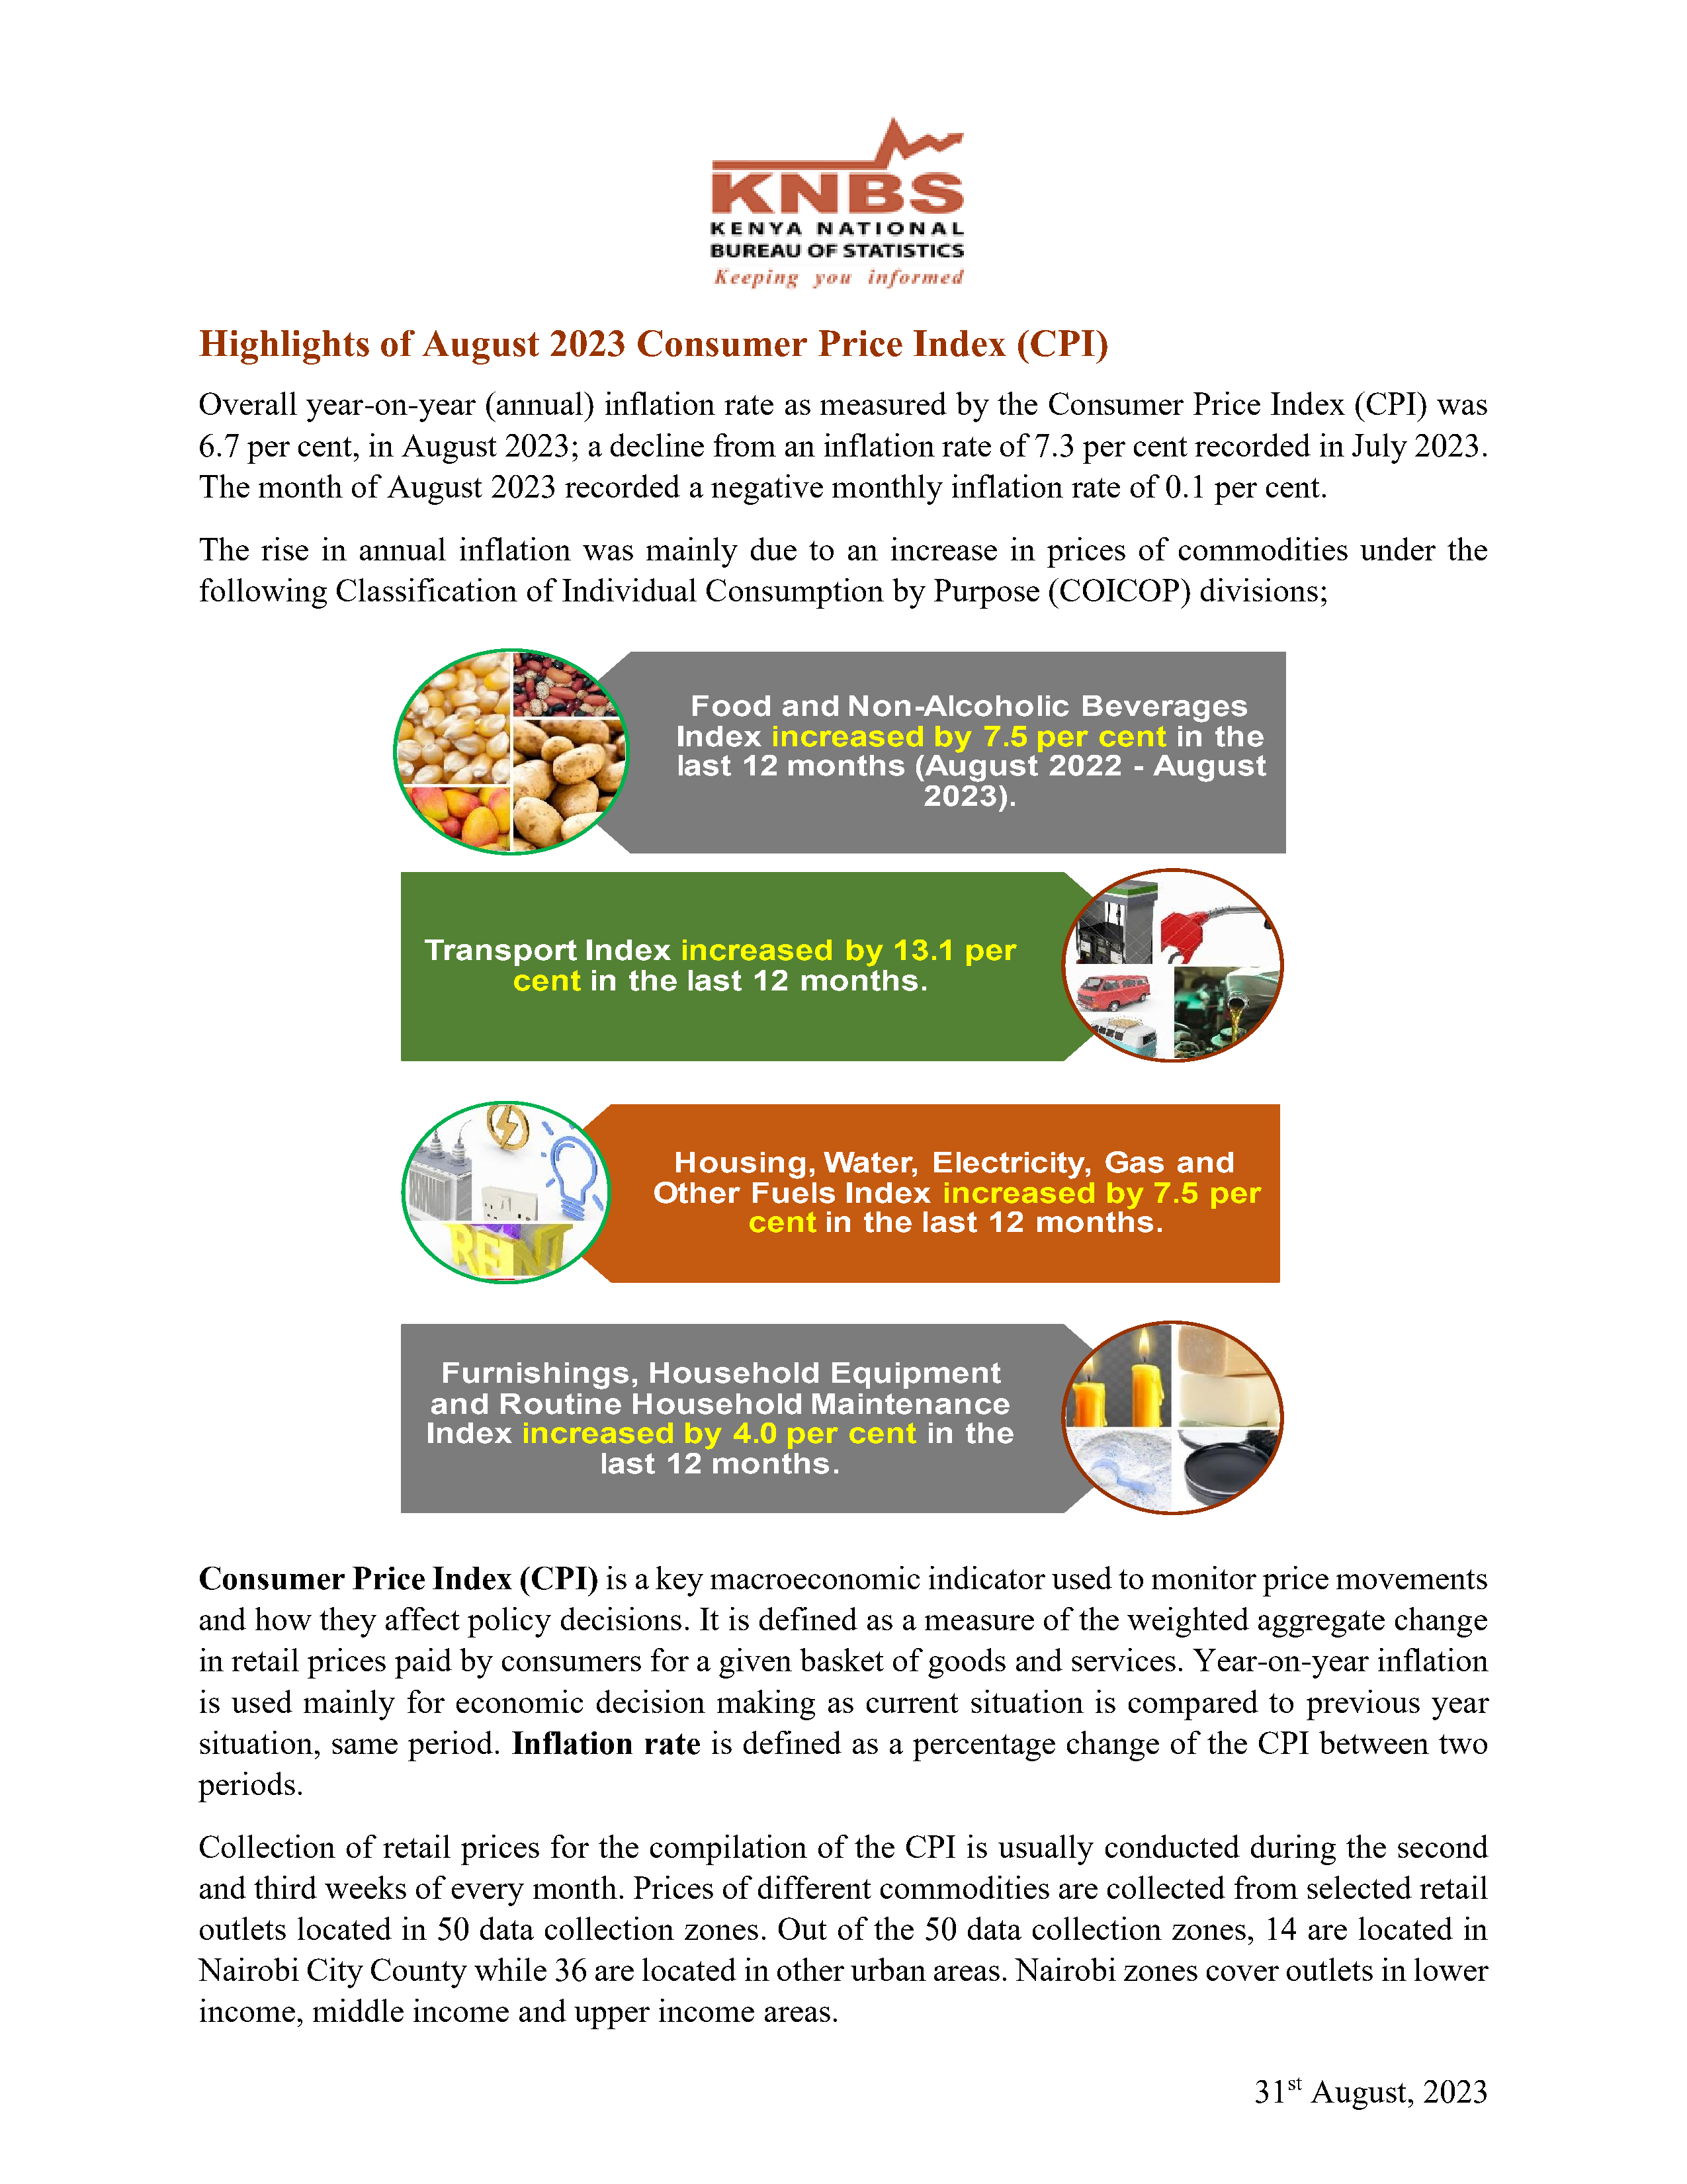 KNBS
KENYA NATIONAL
BUREAU OF STATISTICS
Keeping you informed
Highlights of August 2023 Consumer Price Index (CPI)
Overall year-on-year (annual) inflation rate as measured by the Consumer Price Index (CPI) was
6.7 per cent, in August 2023; a decline from an inflation rate of 7.3 per cent recorded in July 2023.
The month of August 2023 recorded a negative monthly inflation rate of 0.1 per cent.
The rise in annual inflation was mainly due to an increase in prices of commodities under the
following Classification of Individual Consumption by Purpose (COICOP) divisions;
Food and Non-Alcoholic Beverages
Index increased by 7.5 per cent in the
last 12 months (August 2022 - August
2023).
Transport Index increased by 13.1 per
cent in the last 12 months.
Housing, Water, Electricity, Gas and
Other Fuels Index increased by 7.5 per
cent in the last 12 months.
RENT
Furnishings, Household Equipment
and Routine Household Maintenance
Index increased by 4.0 per cent in the
last 12 months.
Consumer Price Index (CPI) is a key macroeconomic indicator used to monitor price movements
and how they affect policy decisions. It is defined as a measure of the weighted aggregate change
in retail prices paid by consumers for a given basket of goods and services. Year-on-year inflation
is used mainly for economic decision making as current situation is compared to previous year
situation, same period. Inflation rate is defined as a percentage change of the CPI between two
periods.
Collection of retail prices for the compilation of the CPI is usually conducted during the second
and third weeks of every month. Prices of different commodities are collected from selected retail
outlets located in 50 data collection zones. Out of the 50 data collection zones, 14 are located in
Nairobi City County while 36 are located in other urban areas. Nairobi zones cover outlets in lower
income, middle income and upper income areas.
31st August, 2023